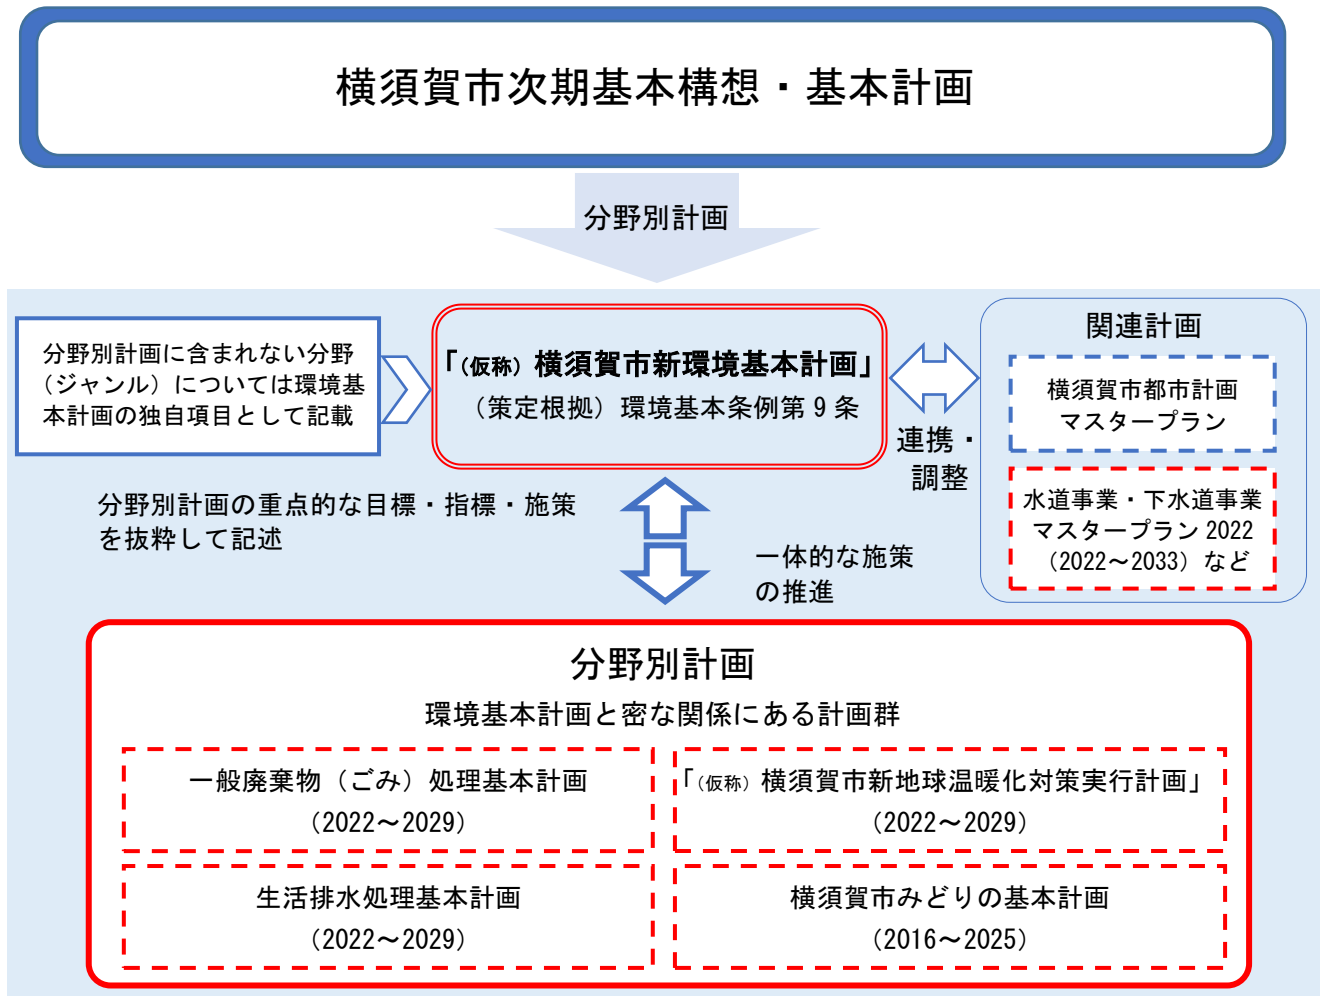 横須賀市次期基本構想・基本計画
分野別計画
分野別計画に含まれない分野
（ジャンル）については環境基
本計画の独自項目として記載
「（仮称）横須賀市新環境基本計画」
（策定根拠）環境基本条例第 9 条
連携・
調整
関連計画
横須賀市都市計画
マスタープラン
水道事業・下水道事業
マスタープラン 2022
（2022～2033）など
分野別計画の重点的な目標・指標・施策
を抜粋して記述
一体的な施策
の推進
分野別計画
環境基本計画と密な関係にある計画群
一般廃棄物（ごみ）処理基本計画
（2022～2029）
「（仮称）横須賀市新地球温暖化対策実行計画」
（2022～2029）
生活排水処理基本計画
（2022～2029）
横須賀市みどりの基本計画
（2016～2025）